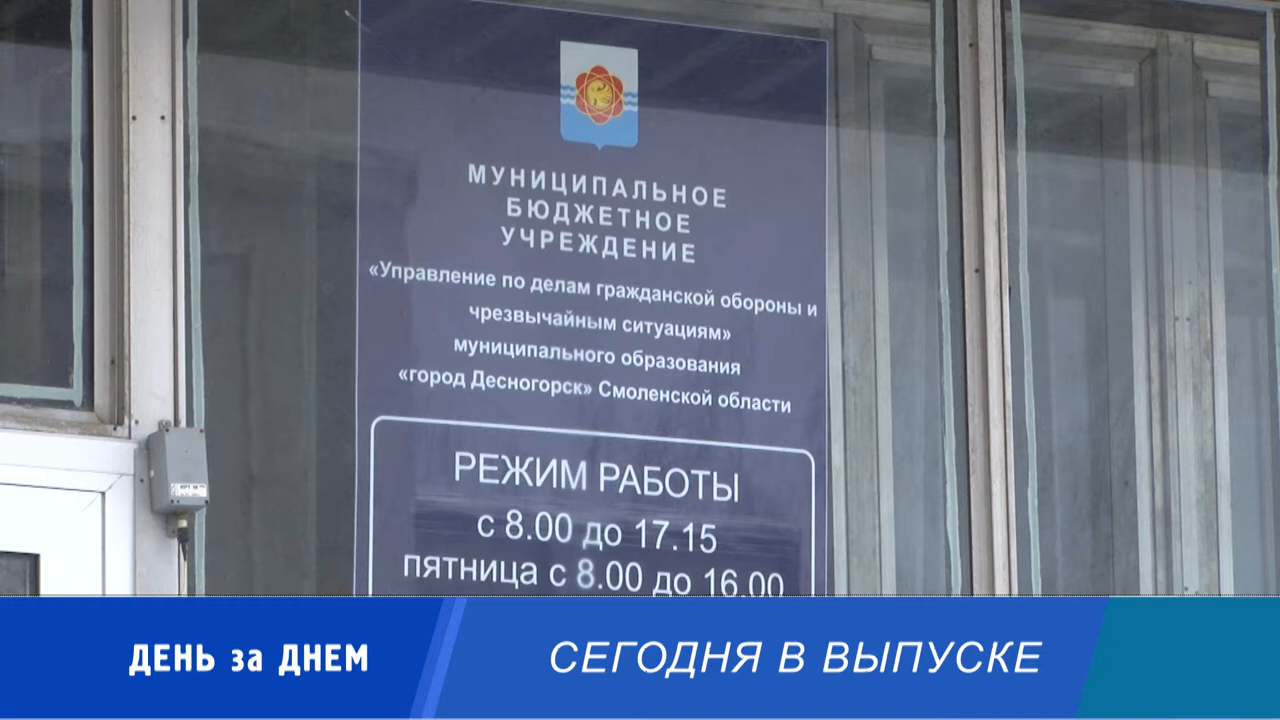 МУНИЦИПАЛЬНОЕ
БЮДЖЕТНОЕ
УЧРЕЖДЕНИЕ
«Управление по делам гражданской обороны и
чрезвычайным ситуациям»
муниципального образования
«город Десногорск» Смоленской области
РЕЖИМ РАБОТЫ
с 8.00 до 17.15
пятница с 8.00 до 16.00
ДЕНЬ за ДНЕМ
СЕГОДНЯ В ВЫПУСКЕ